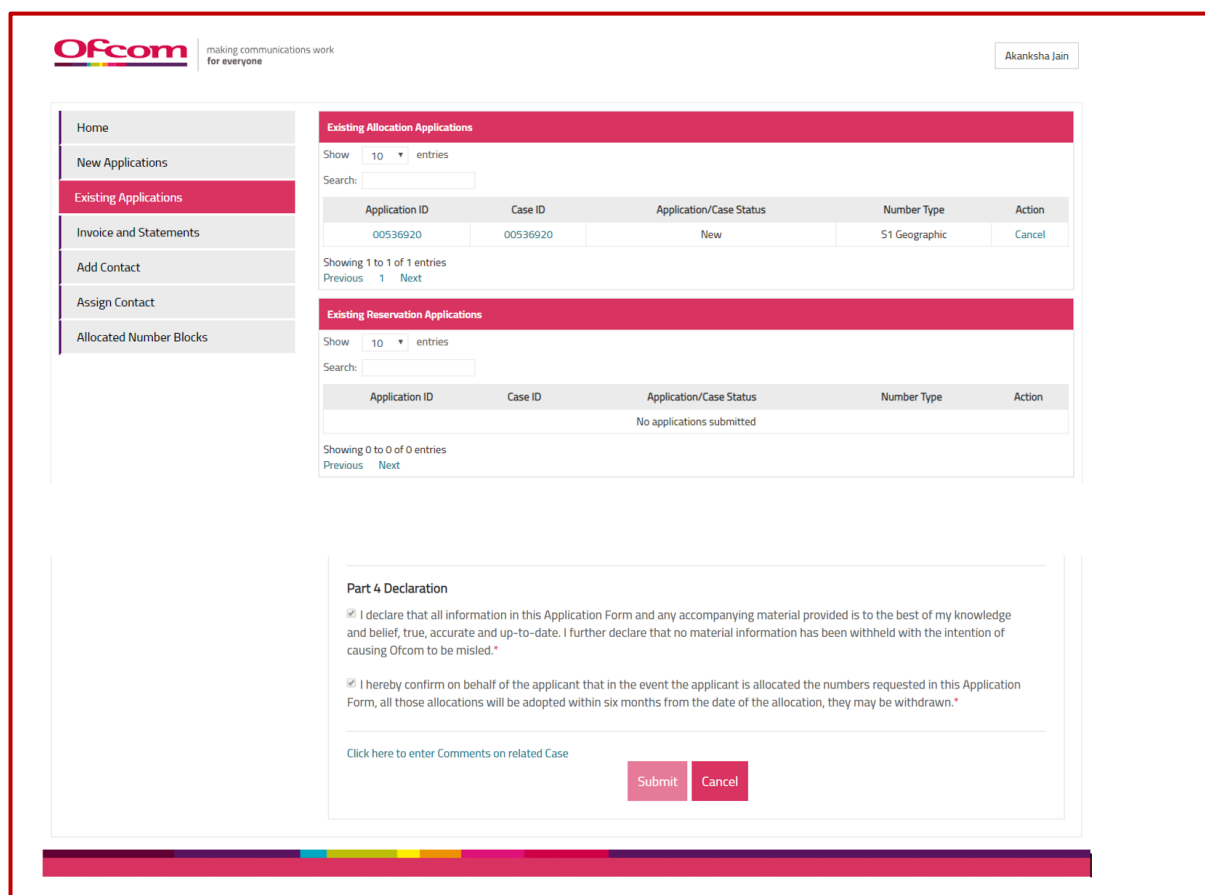 Ofcom
making communications work
for everyone
Akanksha Jain
Home
New Applications
Existing Applications
Invoice and Statements
Add Contact
Assign Contact
Allocated Number Blocks
Existing Allocation Applications
Show 10 entries
Search:
Application ID Case ID Application/Case Status Number Type Action
00536920 00536920 New S1 Geographic Cancel
Showing 1 to 1 of 1 entries
Previous 1 Next
Existing Reservation Applications
Show 10 entries
Search:
Application ID Case ID Application/Case Status Number Type Action
No applications submitted
Showing 0 to 0 of 0 entries
Previous Next
Part 4 Declaration
I declare that all information in this Application Form and any accompanying material provided is to the best of my knowledge
and belief, true, accurate and up-to-date. I further declare that no material information has been withheld with the intention of
causing Ofcom to be misled.*
I hereby confirm on behalf of the applicant that in the event the applicant is allocated the numbers requested in this Application
Form, all those allocations will be adopted within six months from the date of the allocation, they may be withdrawn.*
Click here to enter Comments on related Case
Submit Cancel